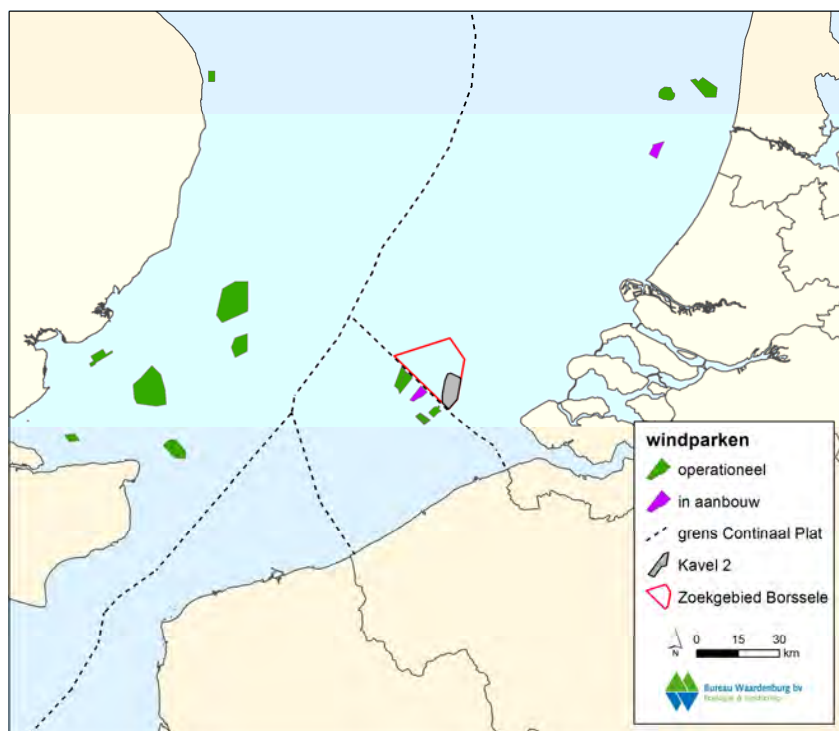 windparken
operationeel
in aanbouw
grens Continaal Plat
Kavel 2
Zoekgebied Borssele
0 15 30
km
N
Bureau Waardenburg bv